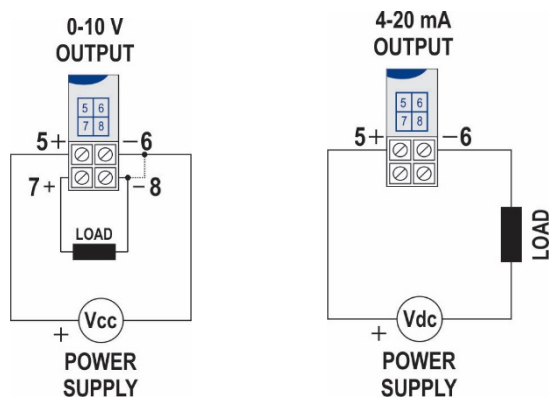 0-10 V
OUTPUT
5 6
7 8
5+
−6
7+
−8
LOAD
+
Vcc
POWER
SUPPLY
4-20 mA
OUTPUT
5 6
7 8
5+
−6
LOAD
+
Vdc
POWER
SUPPLY